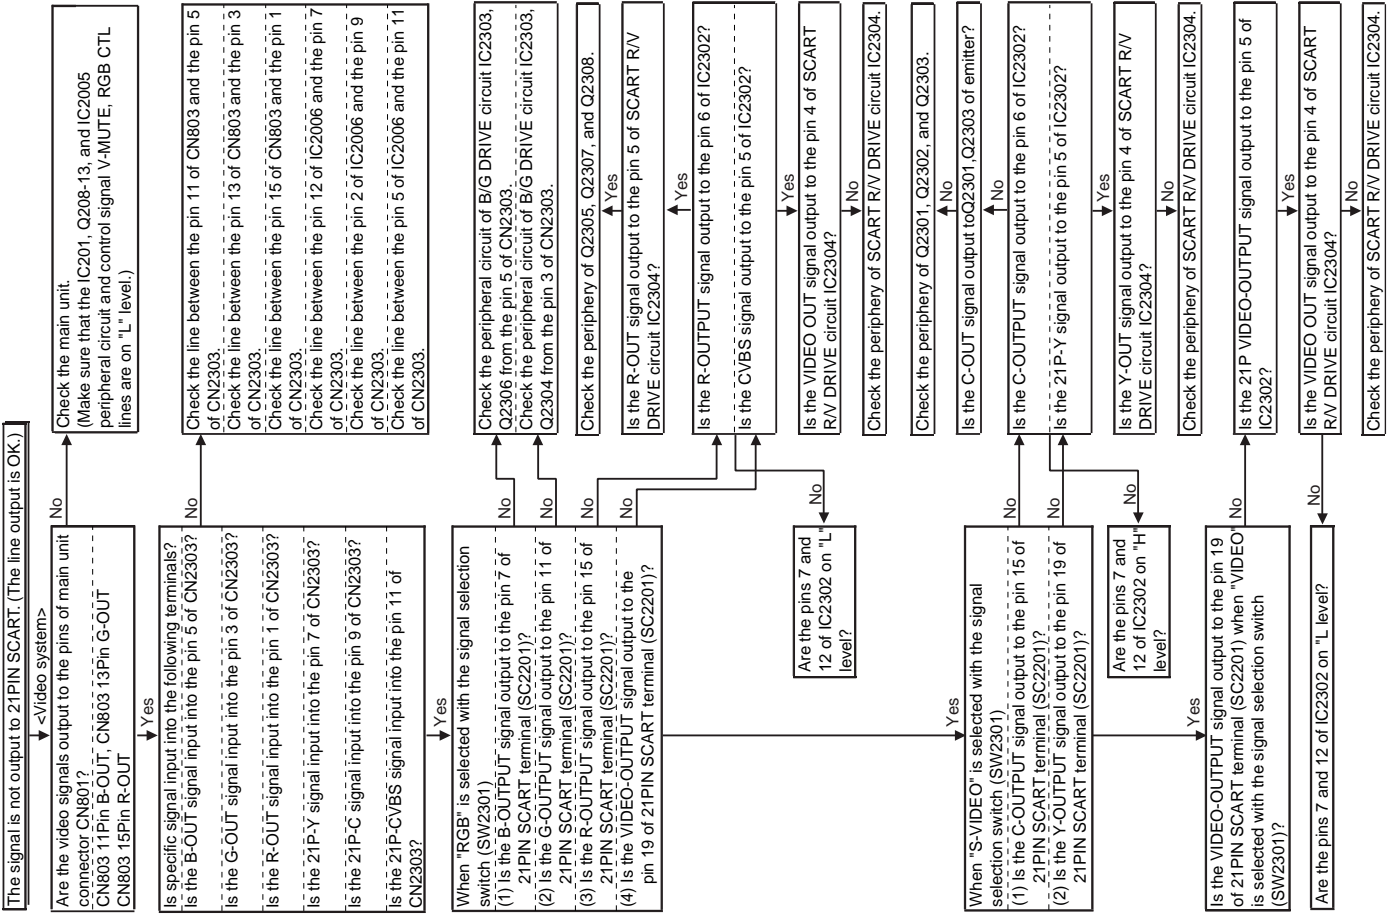 The signal is not output to 21PIN SCART. (The line output is OK.)
<Video system>
Are the video signals output to the pins of main unit
connector CN801?
CN803 11Pin B-OUT, CN803 13Pin G-OUT
CN803 15Pin R-OUT
No
Check the main unit.
(Make sure that the IC201, Q208-13, and IC2005
peripheral circuit and control signal V-MUTE, RGB CTL
lines are on "L" level.)
Yes
Is specific signal input into the following terminals?
Is the B-OUT signal input into the pin 5 of CN2303?
Is the G-OUT signal input into the pin 3 of CN2303?
Is the R-OUT signal input into the pin 1 of CN2303?
Is the 21P-Y signal input into the pin 7 of CN2303?
Is the 21P-C signal input into the pin 9 of CN2303?
Is the 21P-CVBS signal input into the pin 11 of
CN2303?
No
Check the line between the pin 11 of CN803 and the pin 5
of CN2303.
Check the line between the pin 13 of CN803 and the pin 3
of CN2303.
Check the line between the pin 15 of CN803 and the pin 1
of CN2303.
Check the line between the pin 12 of IC2006 and the pin 7
of CN2303.
Check the line between the pin 2 of IC2006 and the pin 9
of CN2303.
Check the line between the pin 5 of IC2006 and the pin 11
of CN2303.
Yes
When "RGB" is selected with the signal selection
switch (SW2301)
(1) Is the B-OUTPUT signal output to the pin 7 of
21PIN SCART terminal (SC2201)?
(2) Is the G-OUTPUT signal output to the pin 11 of
21PIN SCART terminal (SC2201)?
(3) Is the R-OUTPUT signal output to the pin 15 of
21PIN SCART terminal (SC2201)?
(4) Is the VIDEO-OUTPUT signal output to the
pin 19 of 21PIN SCART terminal (SC2201)?
No
No
No
No
Check the peripheral circuit of B/G DRIVE circuit IC2303,
Q2306 from the pin 5 of CN2303.
Check the peripheral circuit of B/G DRIVE circuit IC2303,
Q2304 from the pin 3 of CN2303.
Check the periphery of Q2305, Q2307, and Q2308.
Yes
Is the R-OUT signal output to the pin 5 of SCART R/V
DRIVE circuit IC2304?
Yes
Is the R-OUTPUT signal output to the pin 6 of IC2302?
Is the CVBS signal output to the pin 5 of IC2302?
Yes
Is the VIDEO OUT signal output to the pin 4 of SCART
R/V DRIVE circuit IC2304?
No
Check the periphery of SCART R/V DRIVE circuit IC2304.
No
Are the pins 7 and
12 of IC2302 on "L"
level?
Yes
When "S-VIDEO" is selected with the signal
selection switch (SW2301)
(1) Is the C-OUTPUT signal output to the pin 15 of
21PIN SCART terminal (SC2201)?
(2) Is the Y-OUTPUT signal output to the pin 19 of
21PIN SCART terminal (SC2201)?
No
No
Check the periphery of Q2301, Q2302, and Q2303.
No
Is the C-OUT signal output toQ2301,Q2303 of emitter?
No
Is the C-OUTPUT signal output to the pin 6 of IC2302?
Is the 21P-Y signal output to the pin 5 of IC2302?
Yes
Is the Y-OUT signal output to the pin 4 of SCART R/V
DRIVE circuit IC2304?
No
Check the periphery of SCART R/V DRIVE circuit IC2304.
No
Are the pins 7 and
12 of IC2302 on "H"
level?
Yes
Is the VIDEO-OUTPUT signal output to the pin 19
of 21PIN SCART terminal (SC2201) when "VIDEO"
is selected with the signal selection switch
(SW2301)?
No
Is the 21P VIDEO-OUTPUT signal output to the pin 5 of
IC2302?
Yes
Is the VIDEO OUT signal output to the pin 4 of SCART
R/V DRIVE circuit IC2304?
No
Check the periphery of SCART R/V DRIVE circuit IC2304.
No
Are the pins 7 and 12 of IC2302 on "L level?